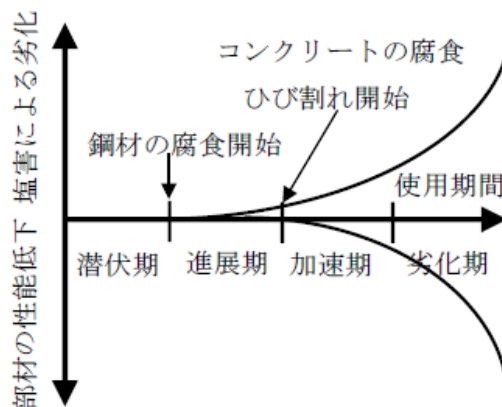 塩害による劣化
部材の性能低下
コンクリートの腐食
ひび割れ開始
鋼材の腐食開始
使用期間
潜伏期
進展期
加速期
劣化期